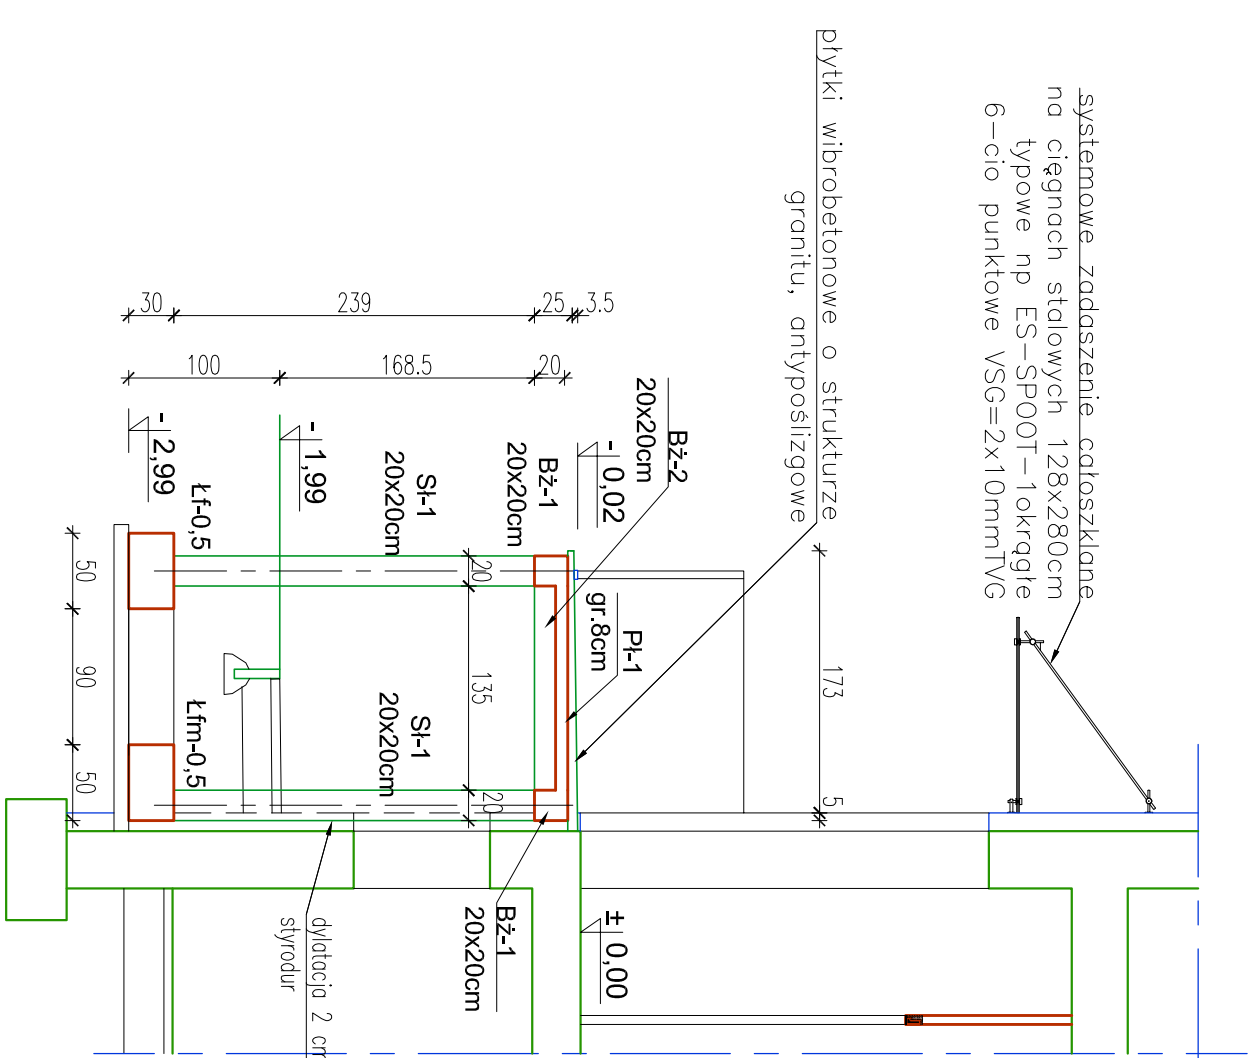 systemowe zadaszenie całoszklane
na cięgnach stalowych 128x280cm
typowe np ES-SPOOT-1okrągłe
6-cio punktowe VSG=2x10mmTVG
płytki wibrobetonowe o strukturze
granitu, antypoślizgowe
30
239
25
3.5
100
168.5
20
Bż-2
20x20cm
- 0,02
Bż-1
20x20cm
Sł-1
20x20cm
- 1,99
- 2,99
Łf-0,5
Pł-1
gr.8cm
20
135
20
173
5
50
90
50
Sł-1
20x20cm
Łfm-0,5
± 0,00
Bż-1
20x20cm
dylatacja 2 cm
styrodur